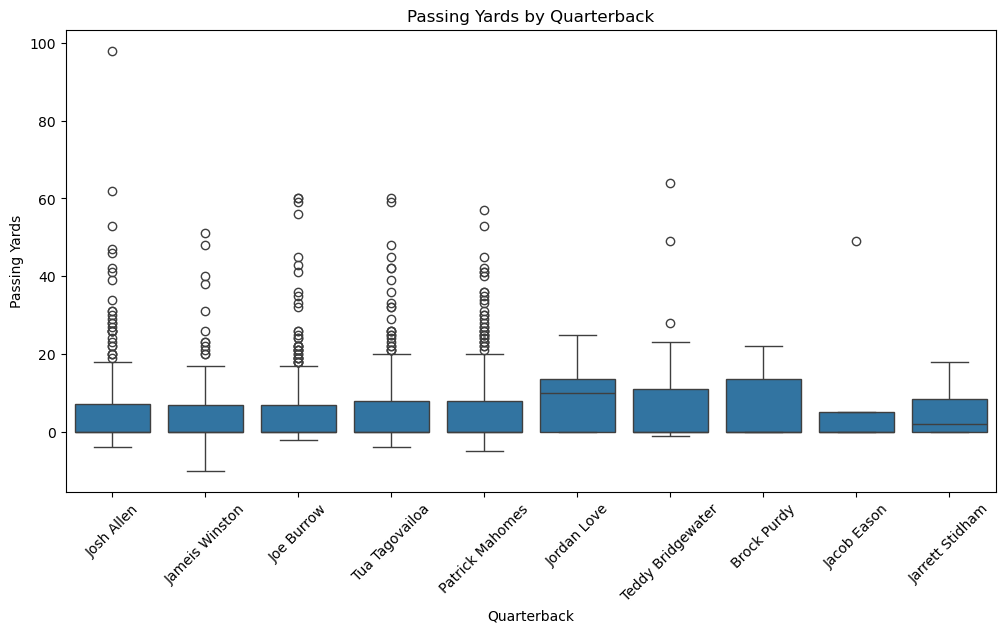 Passing Yards by Quarterback
Passing Yards
100
80
60
40
20
0
Josh Allen
Jameis Winston
Joe Burrow
Tua Tagovailoa
Patrick Mahomes
Jordan Love
Teddy Bridgewater
Brock Purdy
Jacob Eason
Jarrett Stidham
Quarterback